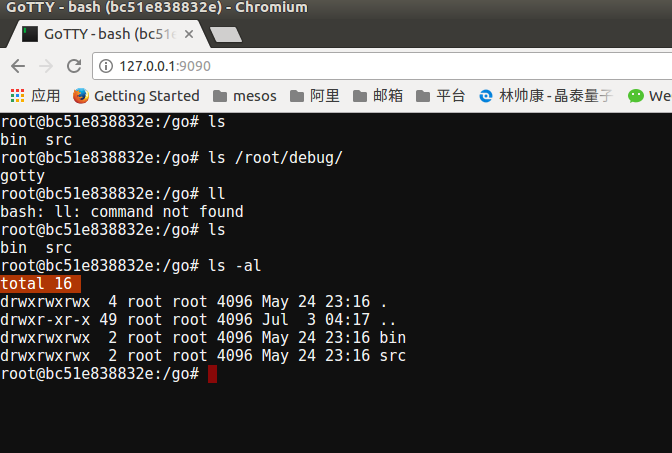 GoTTY - bash (bc51e838832e) - Chromium
GoTTY - bash (bc51e
127.0.0.1:9090
应用 Getting Started mesos 阿里 邮箱 平台 林帅康 - 晶泰量子 We
root@bc51e838832e:/go# ls
bin  src
root@bc51e838832e:/go# ls /root/debug/
gotty
root@bc51e838832e:/go# ll
bash: ll: command not found
root@bc51e838832e:/go# ls
bin  src
root@bc51e838832e:/go# ls -al
total 16
drwxrwxrwx  4 root root 4096 May 24 23:16 .
drwxr-xr-x 49 root root 4096 Jul  3 04:17 ..
drwxrwxrwx  2 root root 4096 May 24 23:16 bin
drwxrwxrwx  2 root root 4096 May 24 23:16 src
root@bc51e838832e:/go#